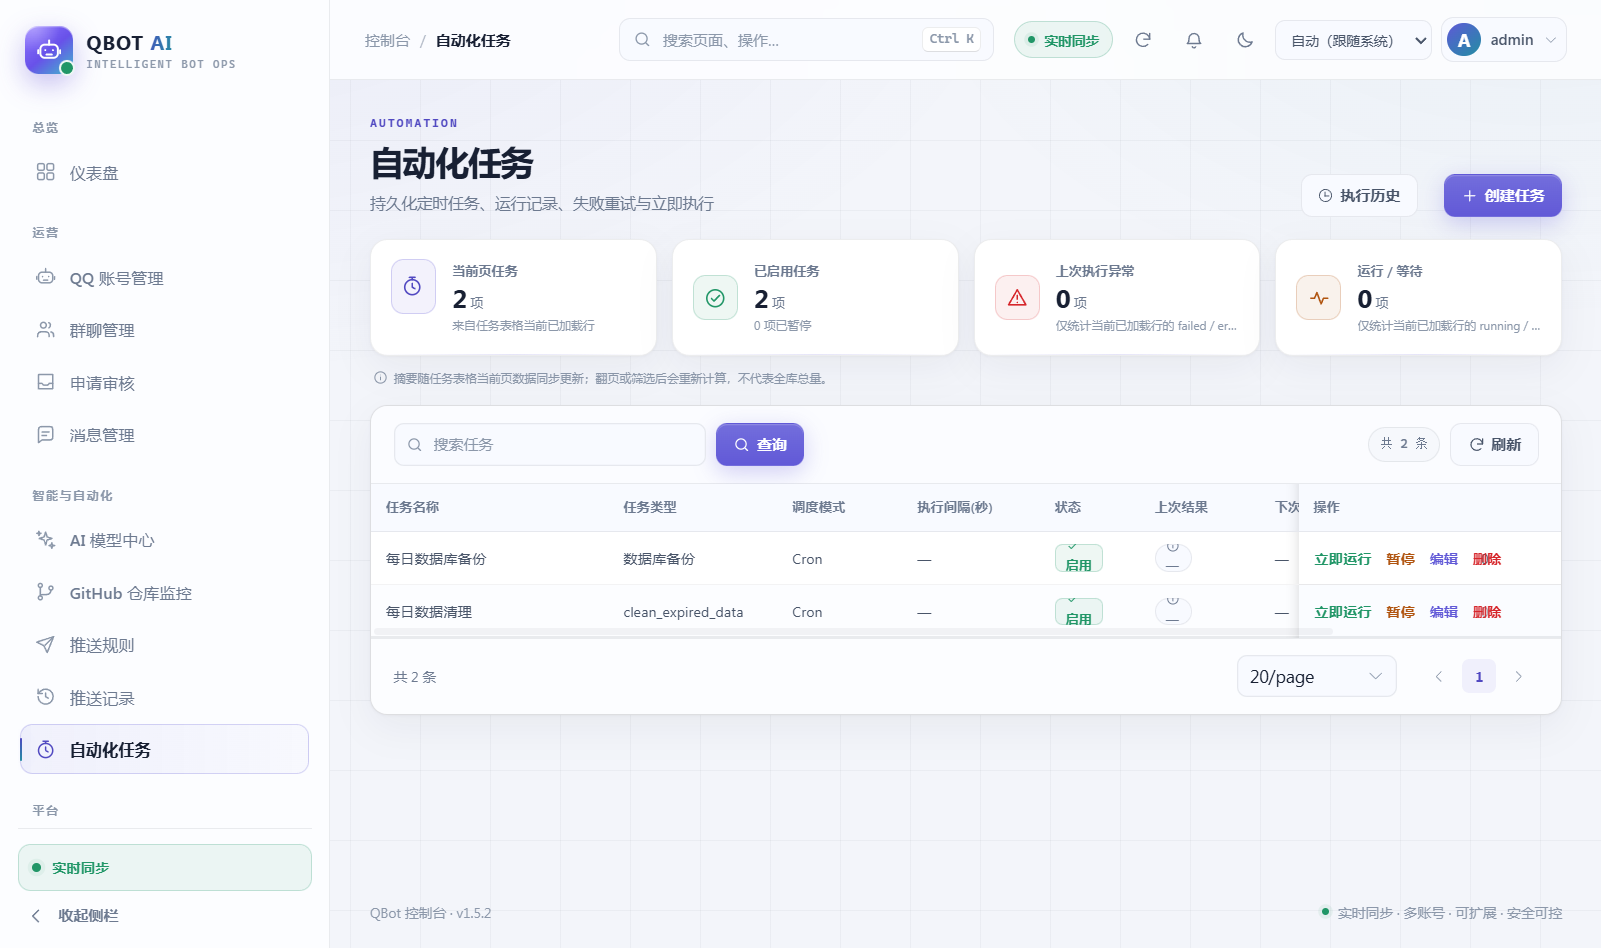 QBOT AI
INTELLIGENT BOT OPS
总览
仪表盘
运营
QQ 账号管理
群聊管理
申请审核
消息管理
智能与自动化
AI 模型中心
GitHub 仓库监控
推送规则
推送记录
自动化任务
平台
实时同步
收起侧栏
控制台 / 自动化任务
搜索页面、操作...
Ctrl K
实时同步
自动（跟随系统）
A
admin
AUTOMATION
自动化任务
持久化定时任务、运行记录、失败重试与立即执行
执行历史
创建任务
当前页任务
2 项
来自任务表格当前已加载行
已启用任务
2 项
0 项已暂停
上次执行异常
0 项
仅统计当前已加载行的 failed / er...
运行 / 等待
0 项
仅统计当前已加载行的 running / ...
摘要随任务表格当前页数据同步更新；翻页或筛选后会重新计算，不代表全库总量。
搜索任务
查询
共 2 条
刷新
任务名称 任务类型 调度模式 执行间隔(秒) 状态 上次结果 下次 操作
每日数据库备份 数据库备份 Cron — 启用 — — 立即运行 暂停 编辑 删除
每日数据清理 clean_expired_data Cron — 启用 — — 立即运行 暂停 编辑 删除
共 2 条
20/page
1
QBot 控制台 · v1.5.2
实时同步 · 多账号 · 可扩展 · 安全可控